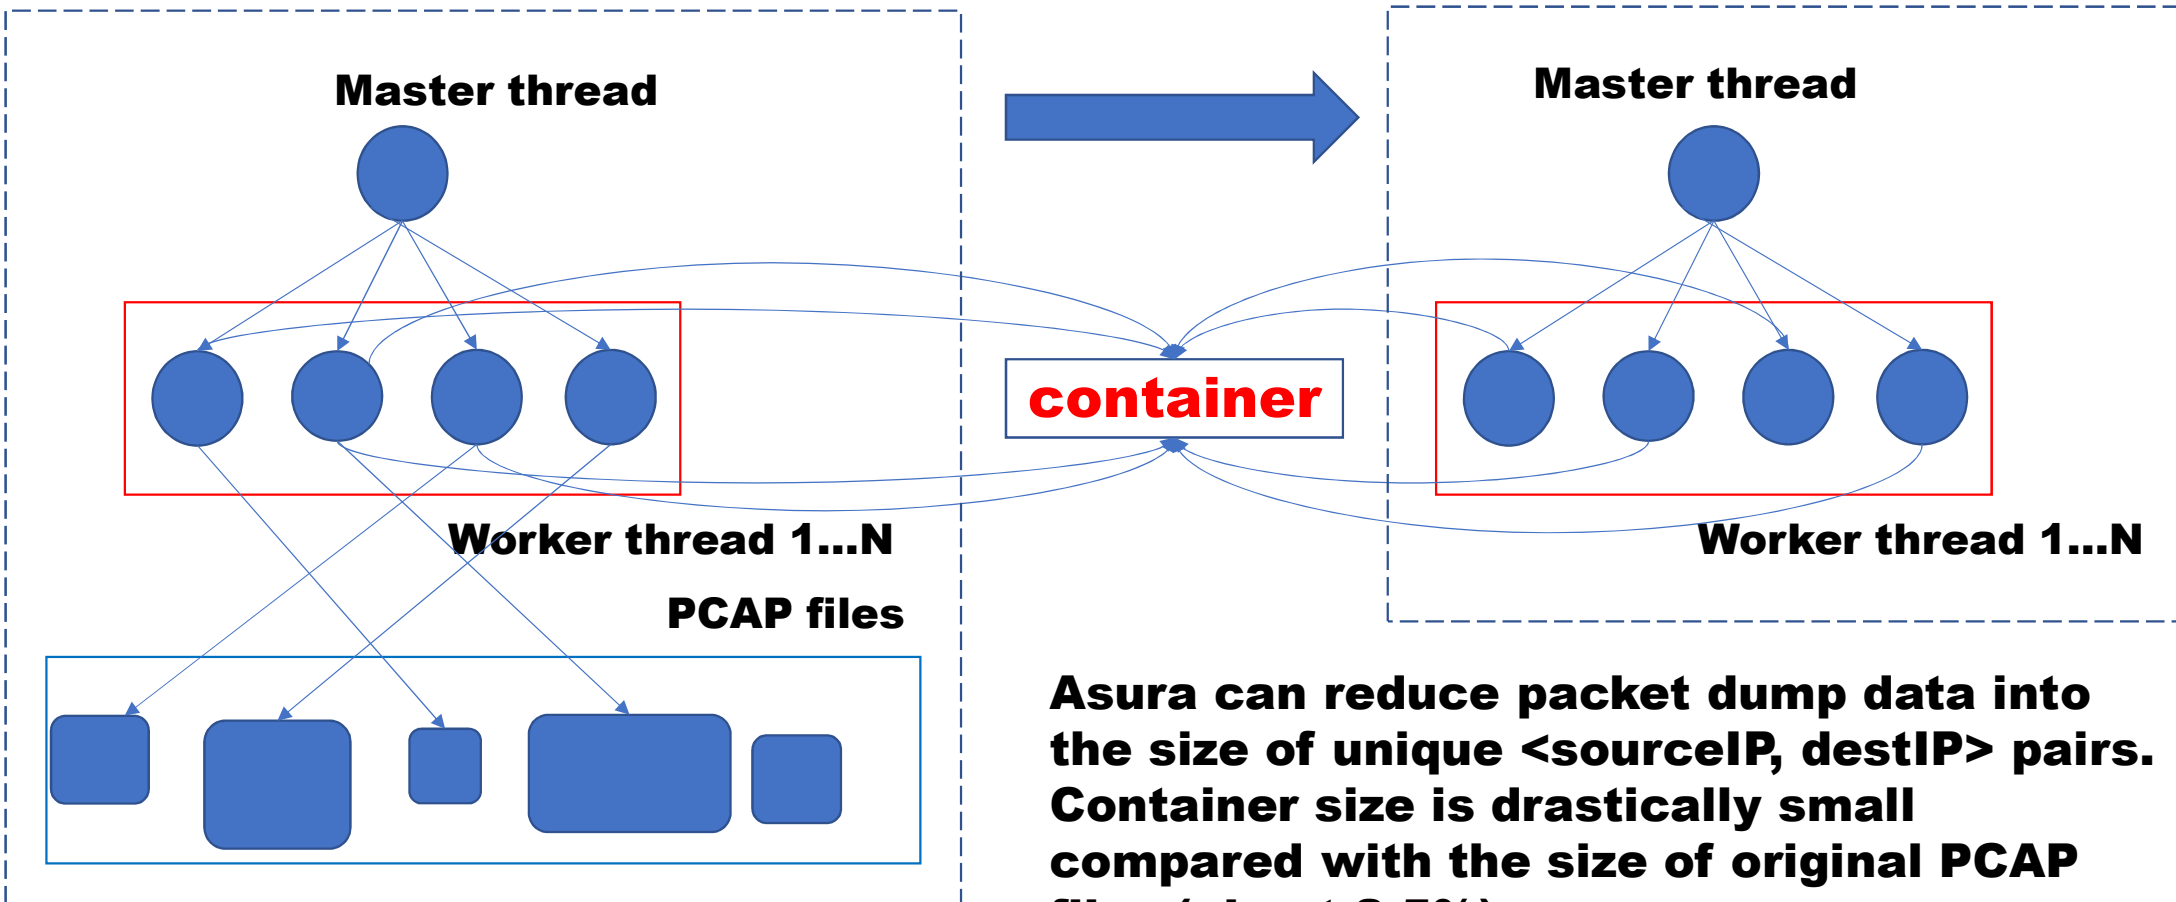 Master thread
Master thread
container
Worker thread 1...N
Worker thread 1...N
PCAP files
Asura can reduce packet dump data into
the size of unique <sourceIP, destIP> pairs.
Container size is drastically small
compared with the size of original PCAP